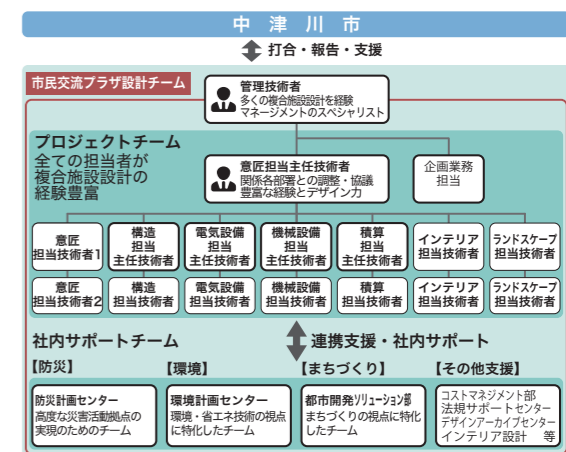 中津川市
打合・報告・支援
市民交流プラザ設計チーム
管理技術者
多くの複合施設設計を経験
マネージメントのスペシャリスト
プロジェクトチーム
全ての担当者が
複合施設設計の
経験豊富
意匠担当主任技術者
関係各部署との調整・協議
豊富な経験とデザイン力
企画業務
担当
意匠
担当技術者1
構造
担当
主任技術者
電気設備
担当
主任技術者
機械設備
担当
主任技術者
積算
担当
主任技術者
インテリア
担当技術者
ランドスケープ
担当技術者
意匠
担当技術者2
構造
担当技術者
電気設備
担当技術者
機械設備
担当技術者
積算
担当技術者
インテリア
担当技術者
ランドスケープ
担当技術者
社内サポートチーム
連携支援・社内サポート
【防災】
【環境】
【まちづくり】
【その他支援】
防災計画センター
高度な災害活動拠点の
実現のためのチーム
環境計画センター
環境・省エネ技術の視点
に特化したチーム
都市開発ソリューション部
まちづくりの視点に特化
したチーム
コストマネジメント部
法規サポートセンター
デザインアーカイブセンター
インテリア設計 等